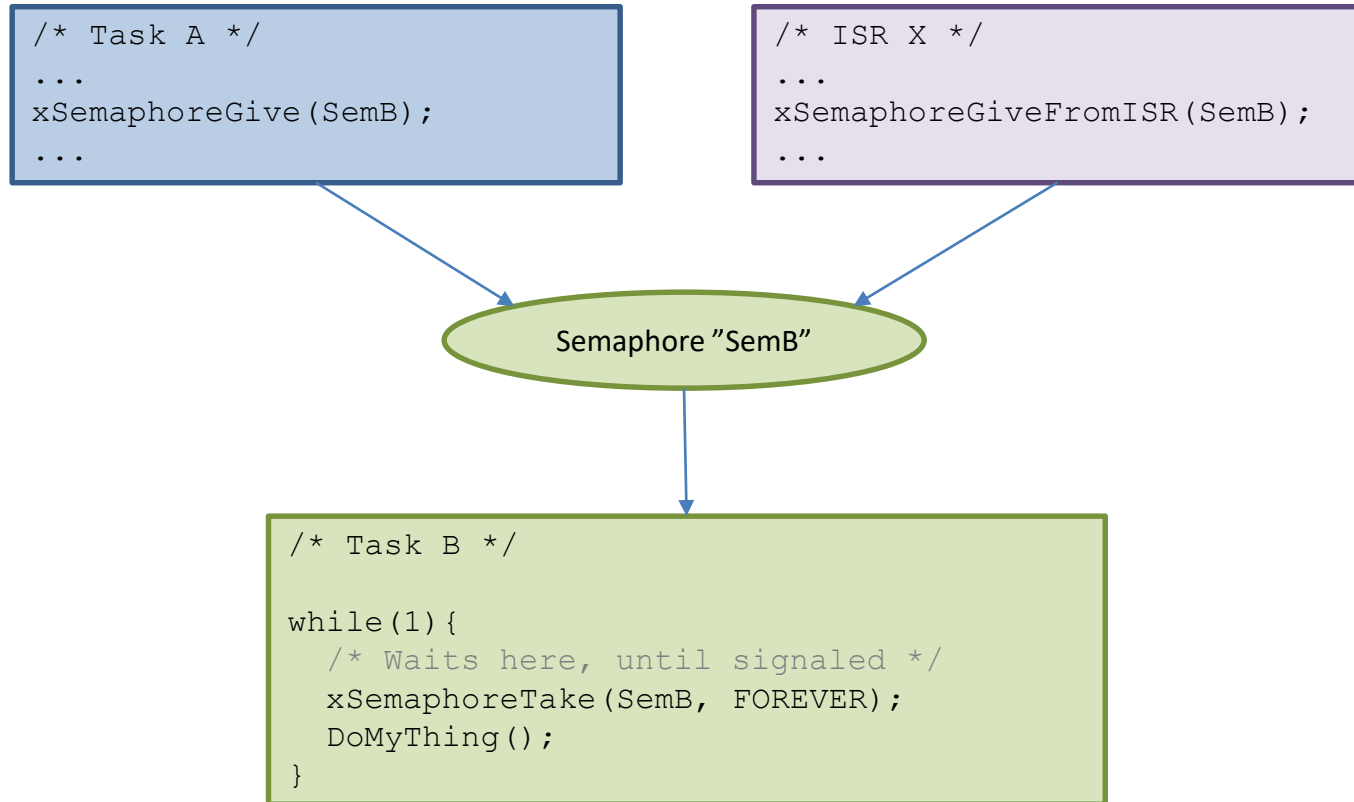 /* Task A */
...
xSemaphoreGive(SemB);
...
/* ISR X */
...
xSemaphoreGiveFromISR(SemB);
...
Semaphore ”SemB”
/* Task B */

while(1){
  /* Waits here, until signaled */
  xSemaphoreTake(SemB, FOREVER);
  DoMyThing();
}